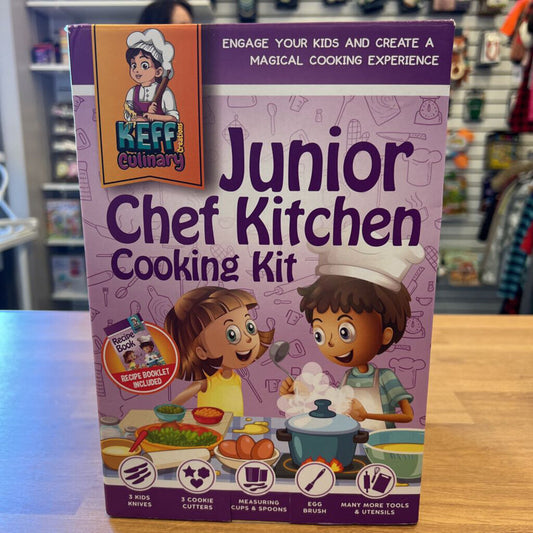 ENGAGE YOUR KIDS AND CREATE A
MAGICAL COOKING EXPERIENCE
KEFF
Creations
Culinary
Junior
Chef Kitchen
Cooking Kit
Recipe
Book
RECIPE BOOKLET
INCLUDED
3 KIDS
KNIVES
3 COOKIE
CUTTERS
MEASURING
CUPS & SPOONS
EGG
BRUSH
MANY MORE TOOLS
& UTENSILS